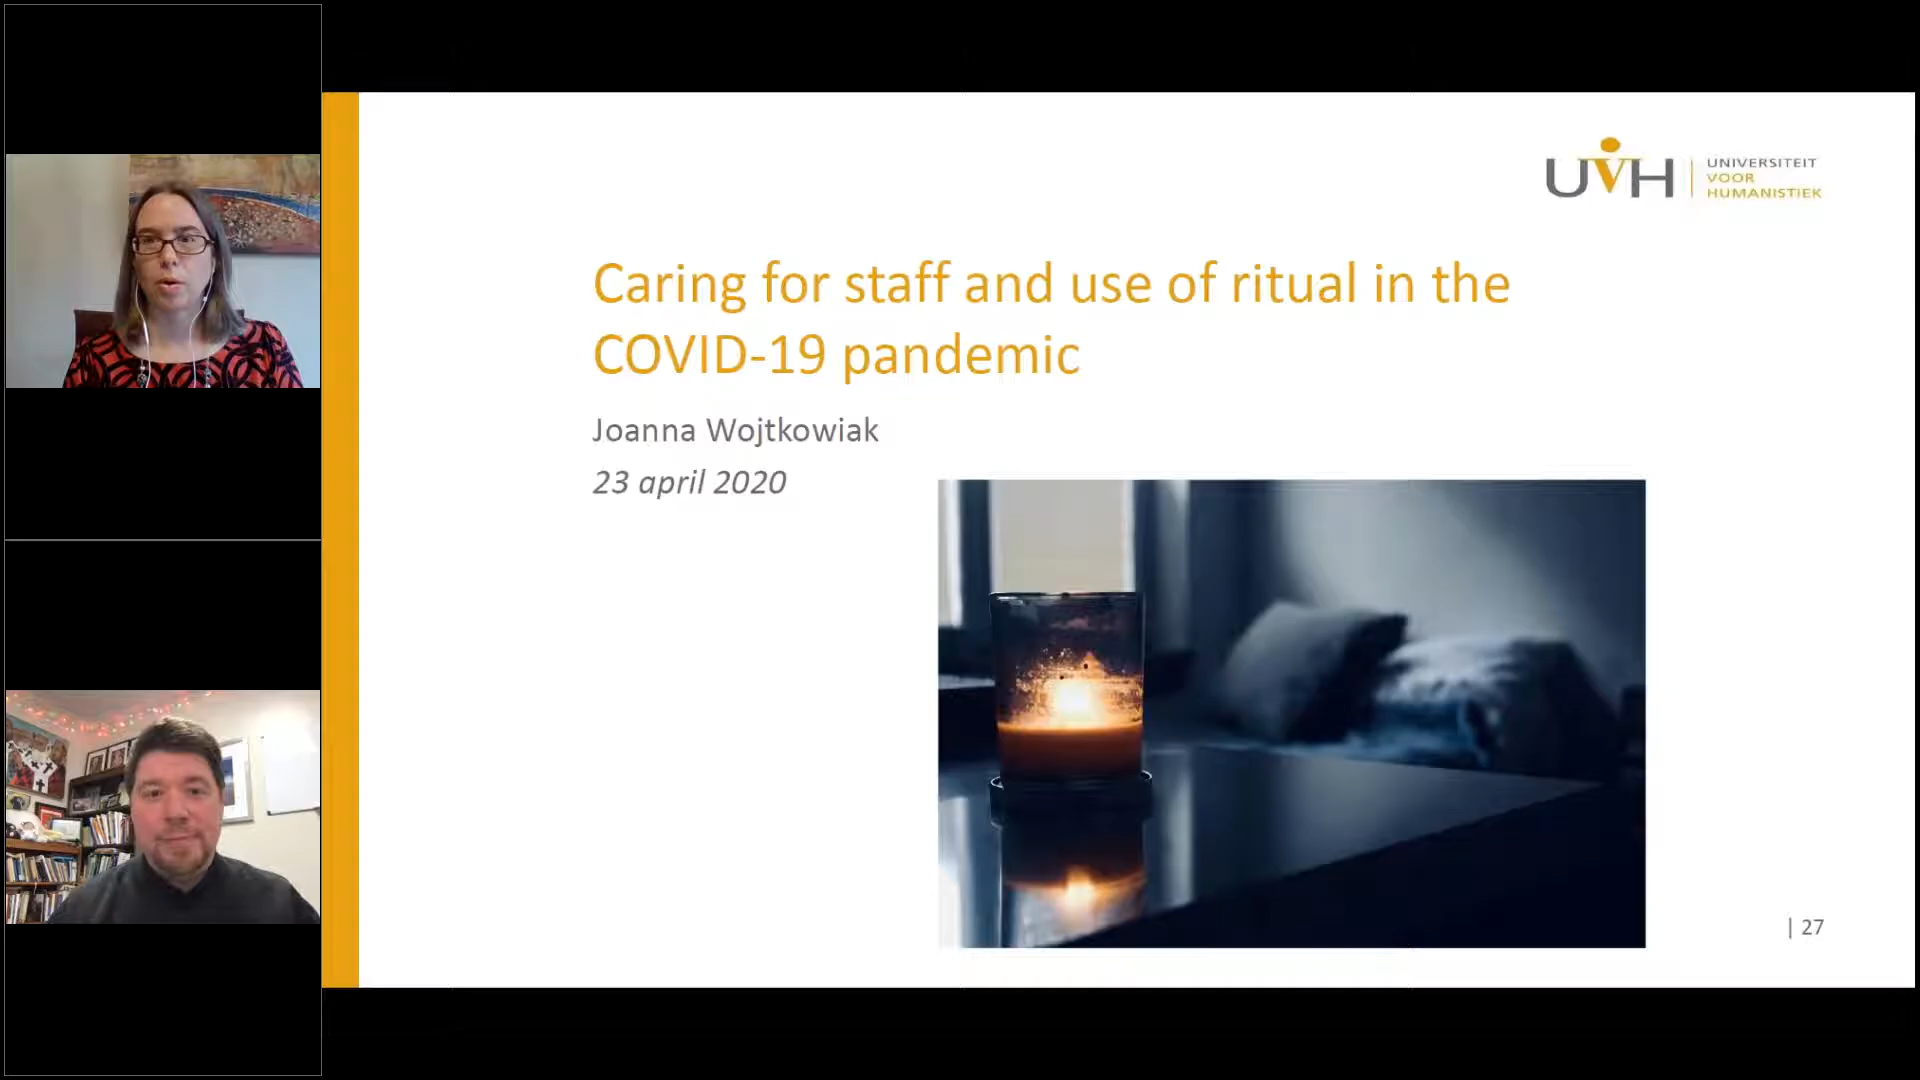 UVH
UNIVERSITEIT
VOOR
HUMANISTIEK
Caring for staff and use of ritual in the
COVID-19 pandemic
Joanna Wojtkowiak
23 april 2020
| 27